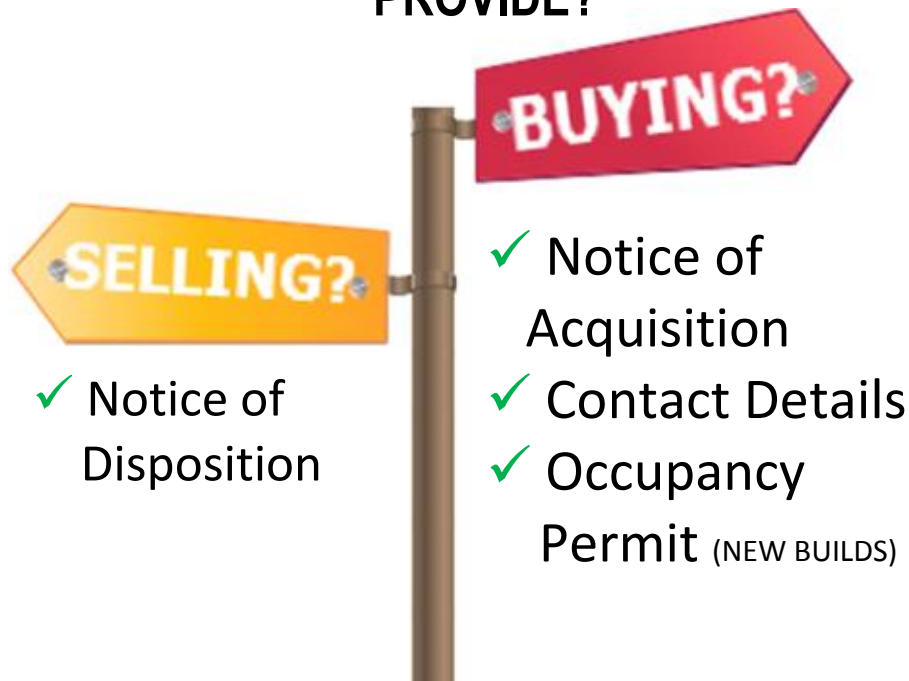 PROVIDE?
BUYING?
SELLING?
✓ Notice of
Disposition
✓ Notice of
Acquisition
✓ Contact Details
✓ Occupancy
Permit (NEW BUILDS)